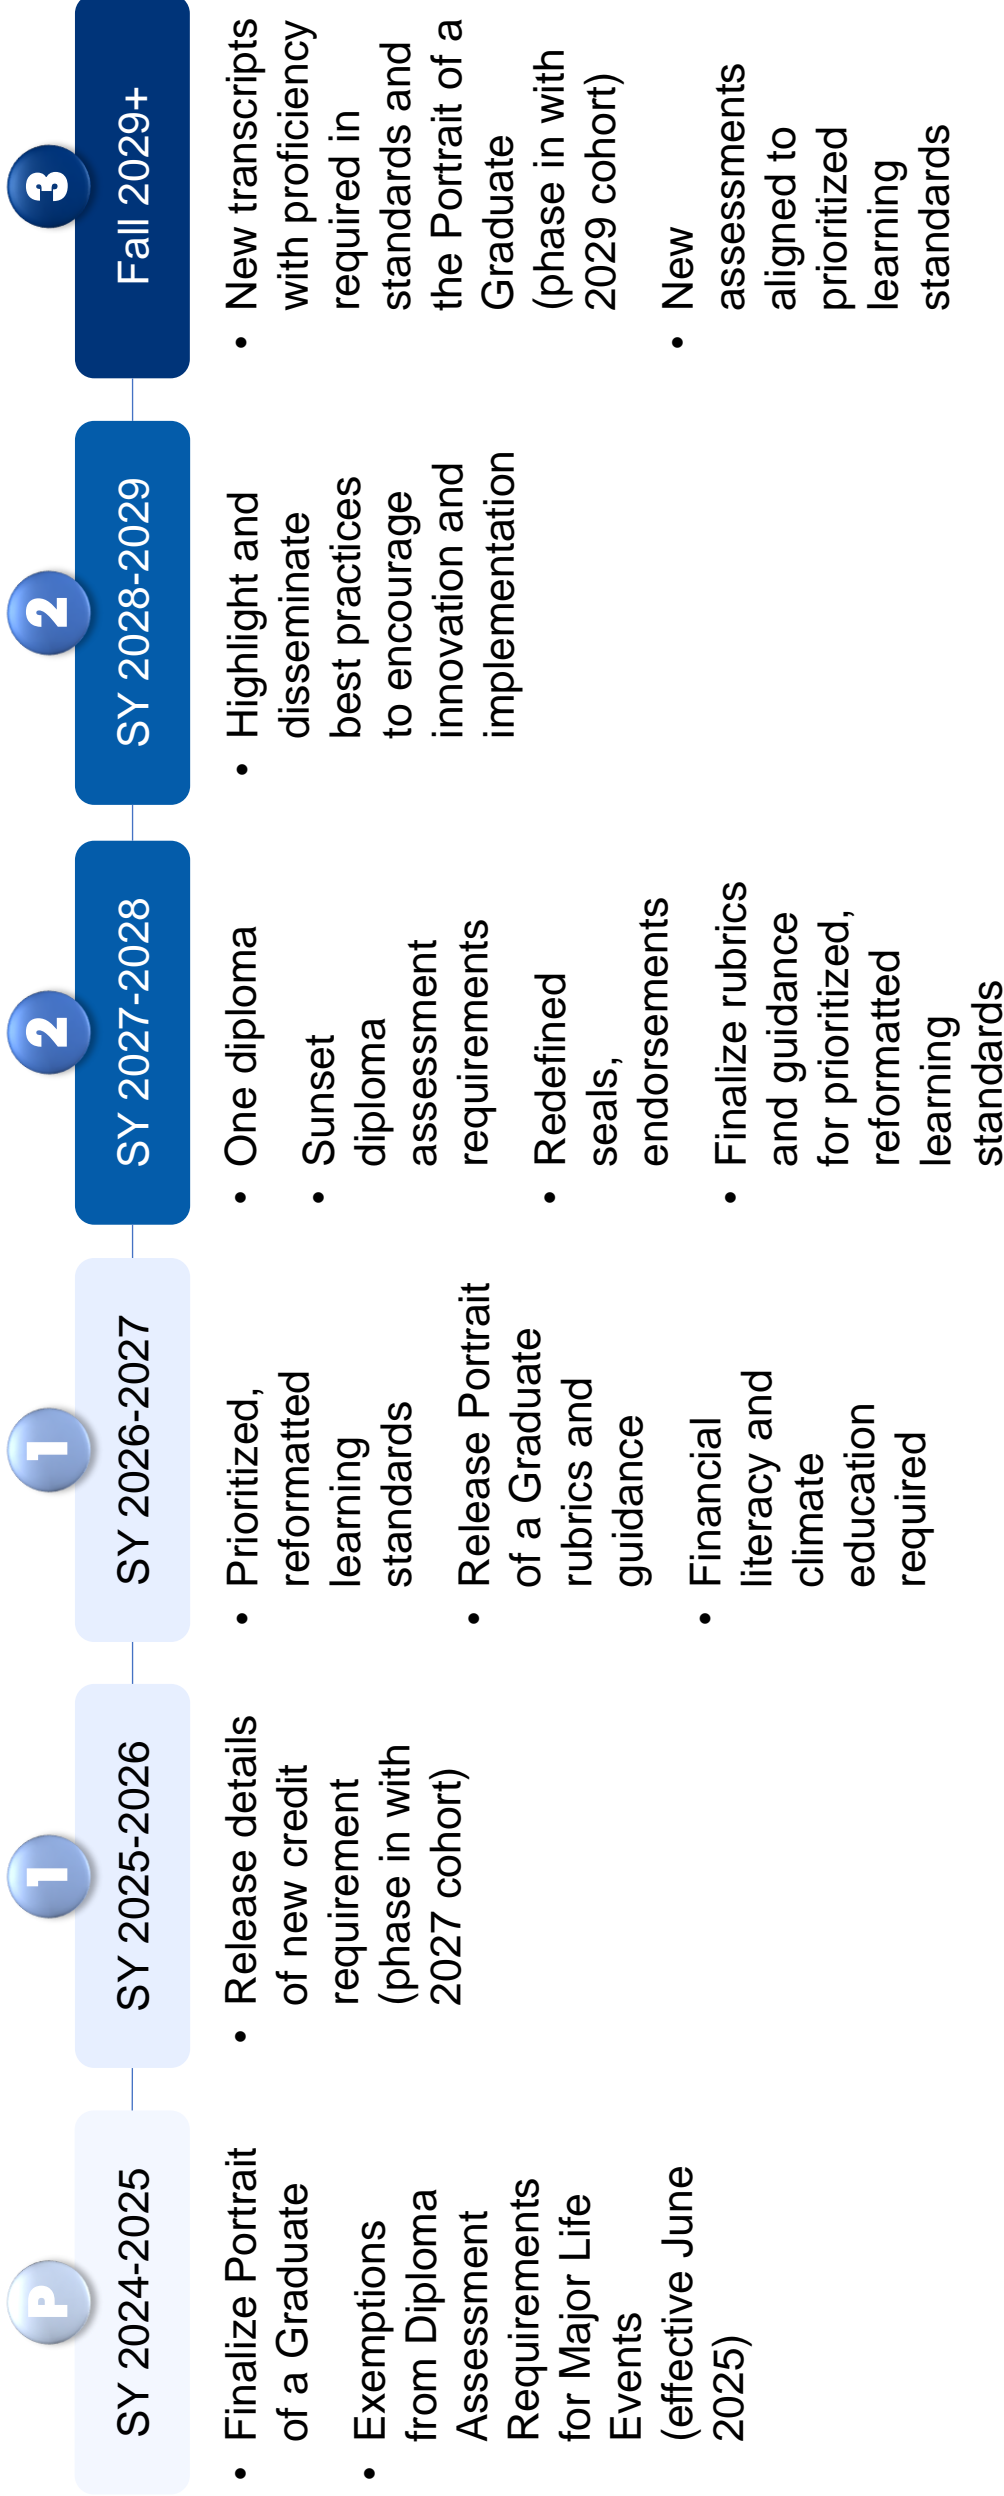 P
SY 2024-2025
• Finalize Portrait
of a Graduate
• Exemptions
from Diploma
Assessment
Requirements
for Major Life
Events
(effective June
2025)
1
SY 2025-2026
• Release details
of new credit
requirement
(phase in with
2027 cohort)
1
SY 2026-2027
• Prioritized,
reformatted
learning
standards
• Release Portrait
of a Graduate
rubrics and
guidance
• Financial
literacy and
climate
education
required
2
SY 2027-2028
• One diploma
• Sunset
diploma
assessment
requirements
• Redefined
seals,
endorsements
• Finalize rubrics
and guidance
for prioritized,
reformatted
learning
standards
2
SY 2028-2029
• Highlight and
disseminate
best practices
to encourage
innovation and
implementation
3
Fall 2029+
• New transcripts
with proficiency
required in
standards and
the Portrait of a
Graduate
(phase in with
2029 cohort)
• New
assessments
aligned to
prioritized
learning
standards